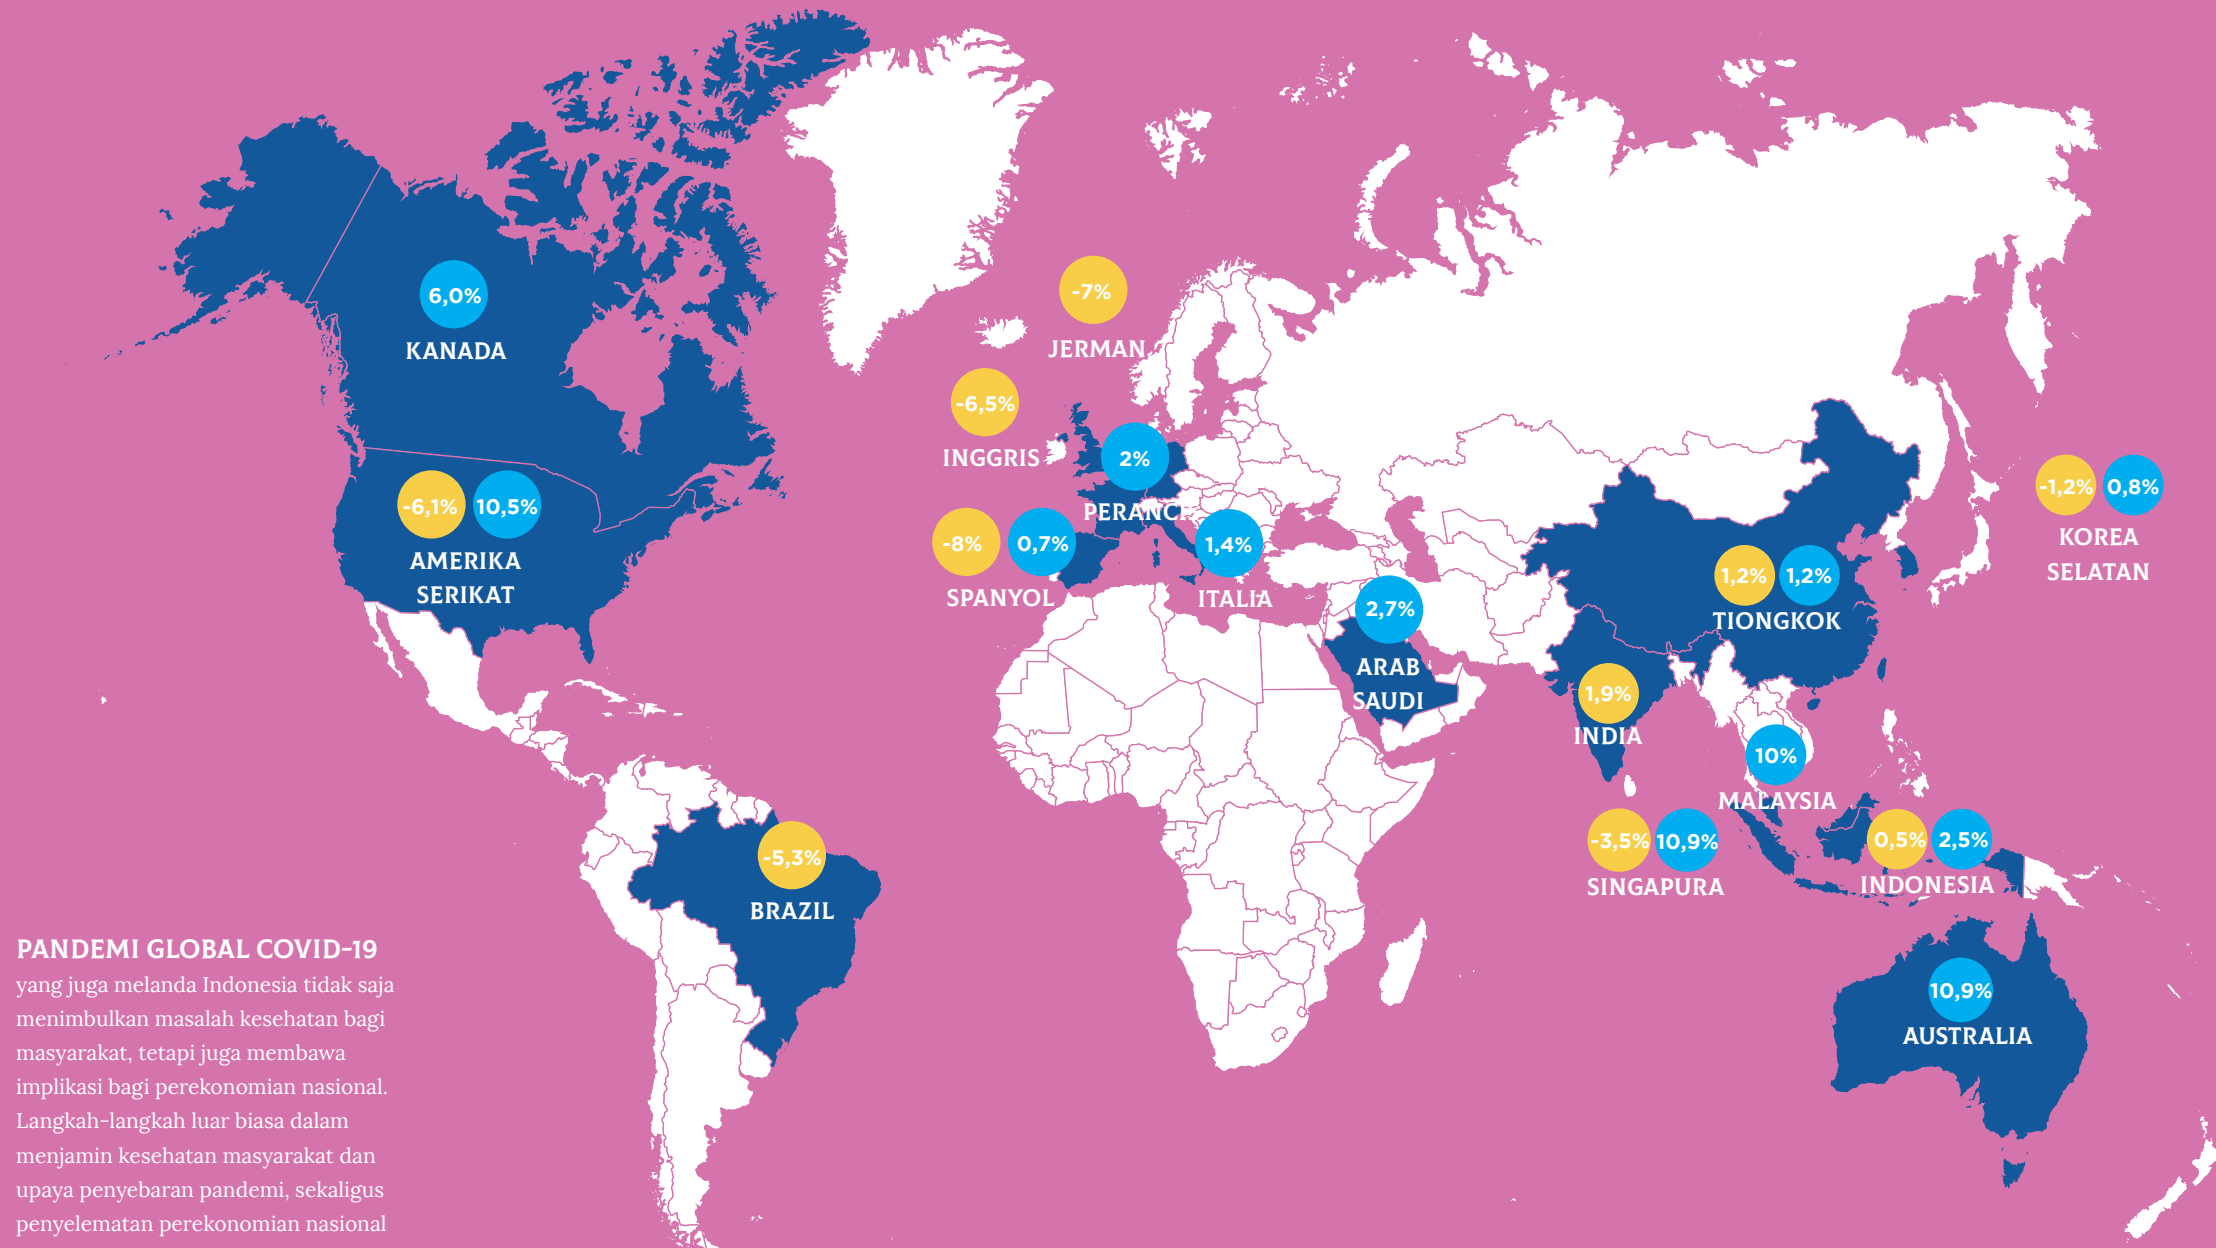 -7%
JERMAN
6,0%
KANADA
-6,5%
INGGRIS
2%
PERANCI
-6,1% 10,5%
AMERIKA
SERIKAT
-8% 0,7%
SPANYOL
1,4%
ITALIA
2,7%
ARAB
SAUDI
-1,2% 0,8%
KOREA
SELATAN
1,2% 1,2%
TIONGKOK
1,9%
INDIA
10%
MALAYSIA
-3,5% 10,9%
SINGAPURA
0,5% 2,5%
INDONESIA
-5,3%
BRAZIL
10,9%
AUSTRALIA
PANDEMI GLOBAL COVID-19
yang juga melanda Indonesia tidak saja
menimbulkan masalah kesehatan bagi
masyarakat, tetapi juga membawa
implikasi bagi perekonomian nasional.
Langkah-langkah luar biasa dalam
menjamin kesehatan masyarakat dan
upaya penyebaran pandemi, sekaligus
penyelematan perekonomian nasional